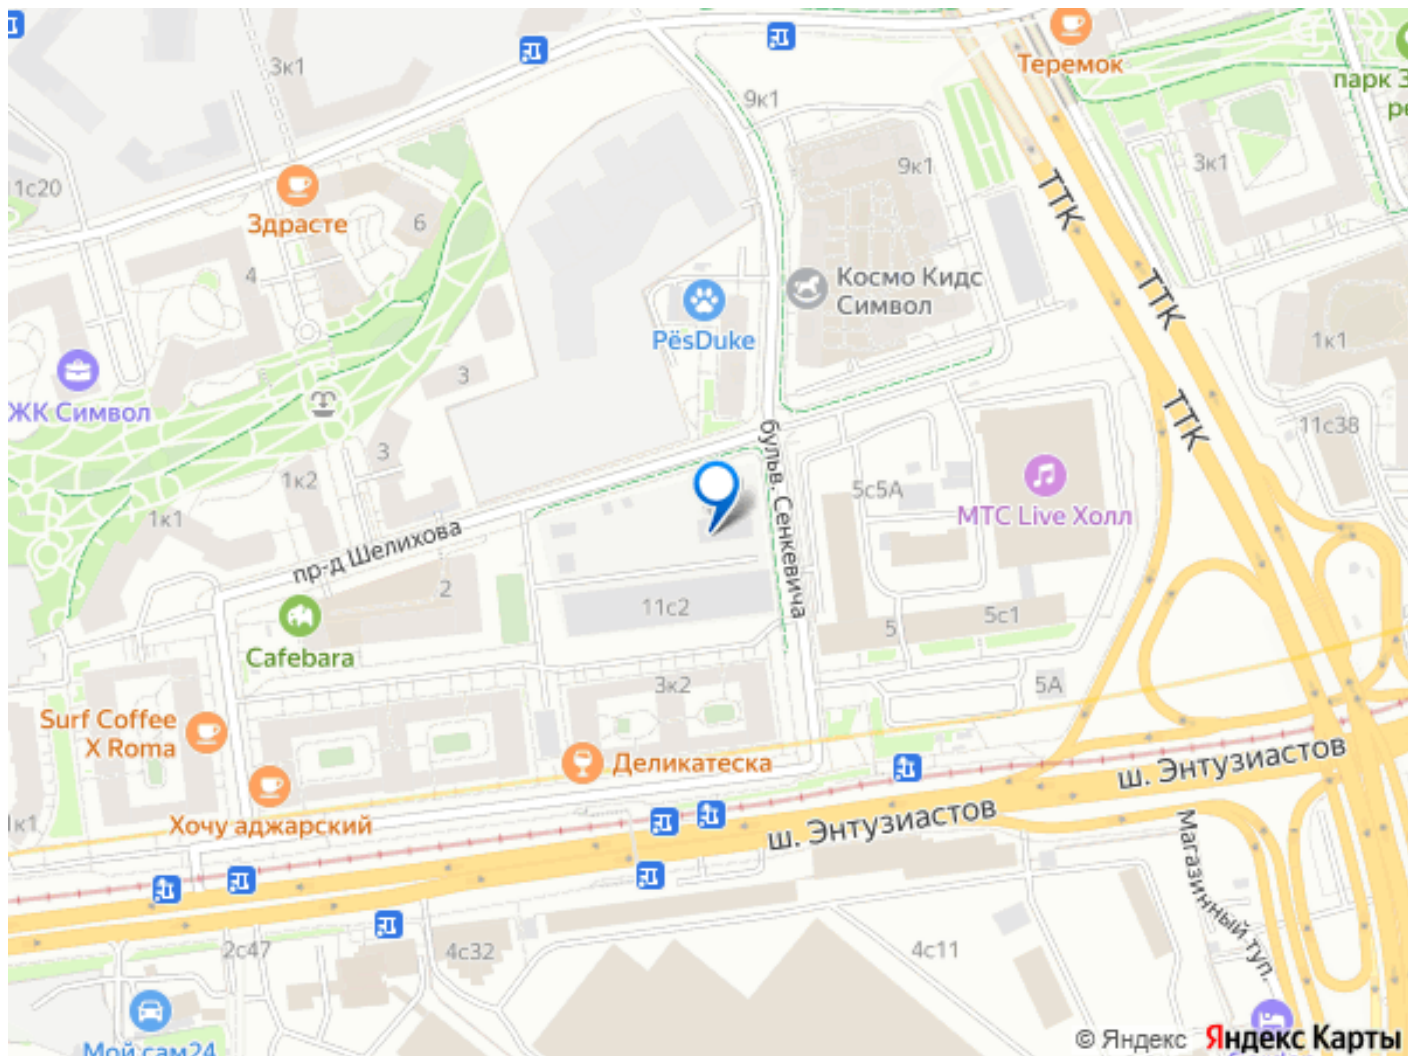 3к1
9к1
Теремок
парк З
ре
11с20
Здрасте
6
4
9к1
3к1
ТТК
ТТК
ТТК
Космо Кидс
Символ
PёsDuke
1к1
3
ЖК Символ
3
1к2
1к1
11с38
бульв. Сенкевича
5с5А
МТС Live Холл
пр-д Шелихова
2
11с2
5
5с1
Cafebara
3к2
5А
Surf Coffee
X Roma
Деликатеска
Хочу аджарский
1к1
ш. Энтузиастов
ш. Энтузиастов
Магазинный туп.
2с47
4с32
4с11
Мой сам24
© Яндекс Яндекс Карты